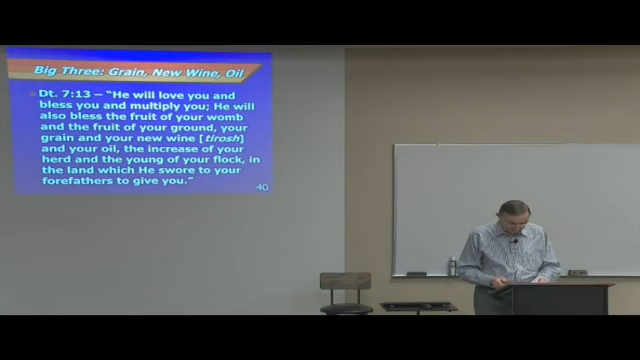 Big Three: Grain, New Wine, Oil
Dt. 7:13 – “He will love you and
bless you and multiply you; He will
also bless the fruit of your womb
and the fruit of your ground, your
grain and your new wine [tirosh]
and your oil, the increase of your
herd and the young of your flock, in
the land which He swore to your
forefathers to give you.”
40